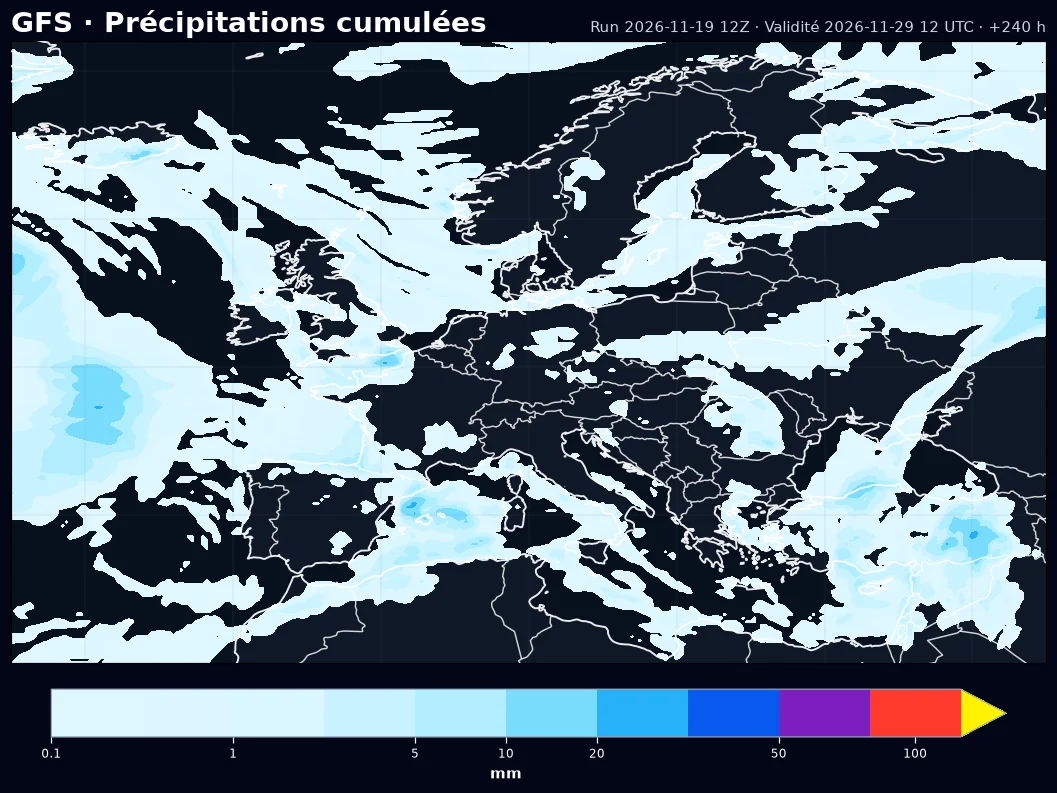 GFS · Précipitations cumulées
Run 2026-11-19 12Z · Validité 2026-11-29 12 UTC · +240 h
0.1 1 5 10 20 50 100
mm